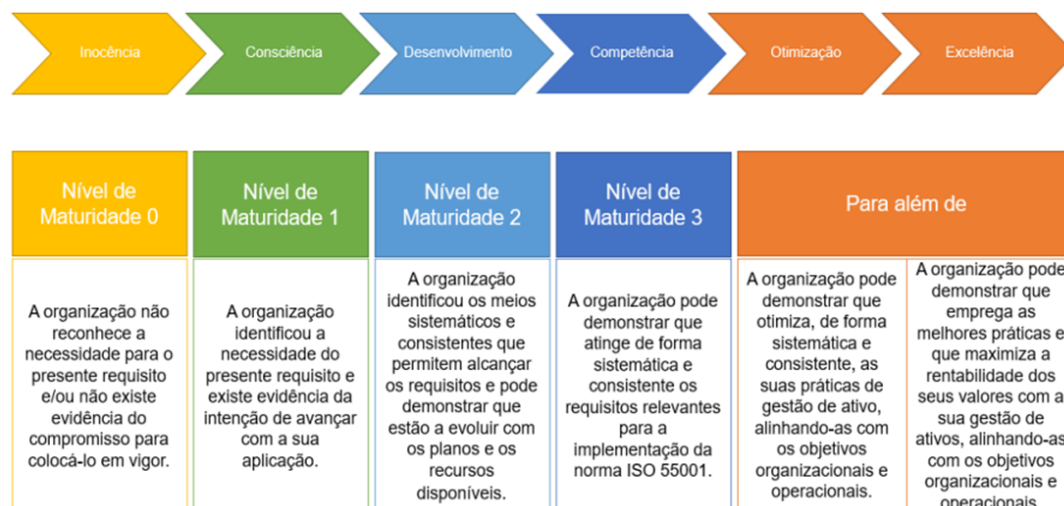 Inocência
Consciência
Desenvolvimento
Competência
Otimização
Excelência
Nível de
Maturidade 0
Nível de
Maturidade 1
Nível de
Maturidade 2
Nível de
Maturidade 3
Para além de
A organização não
reconhece a
necessidade para o
presente requisito
e/ou não existe
evidência do
compromisso para
colocá-lo em vigor.
A organização
identificou a
necessidade do
presente requisito e
existe evidência da
intenção de avançar
com a sua
aplicação.
A organização
identificou os meios
sistemáticos e
consistentes que
permitem alcançar
os requisitos e pode
demonstrar que
estão a evoluir com
os planos e os
recursos
disponíveis.
A organização pode
demonstrar que
atinge de forma
sistemática e
consistente os
requisitos relevantes
para a
implementação da
norma ISO 55001.
A organização pode
demonstrar que
otimiza, de forma
sistemática e
consistente, as
suas práticas de
gestão de ativo,
alinhando-as com
os objetivos
organizacionais e
operacionais.
A organização pode
demonstrar que
emprega as
melhores práticas e
que maximiza a
rentabilidade dos
seus valores com a
sua gestão de
ativos, alinhando-as
com os objetivos
organizacionais e
operacionais.